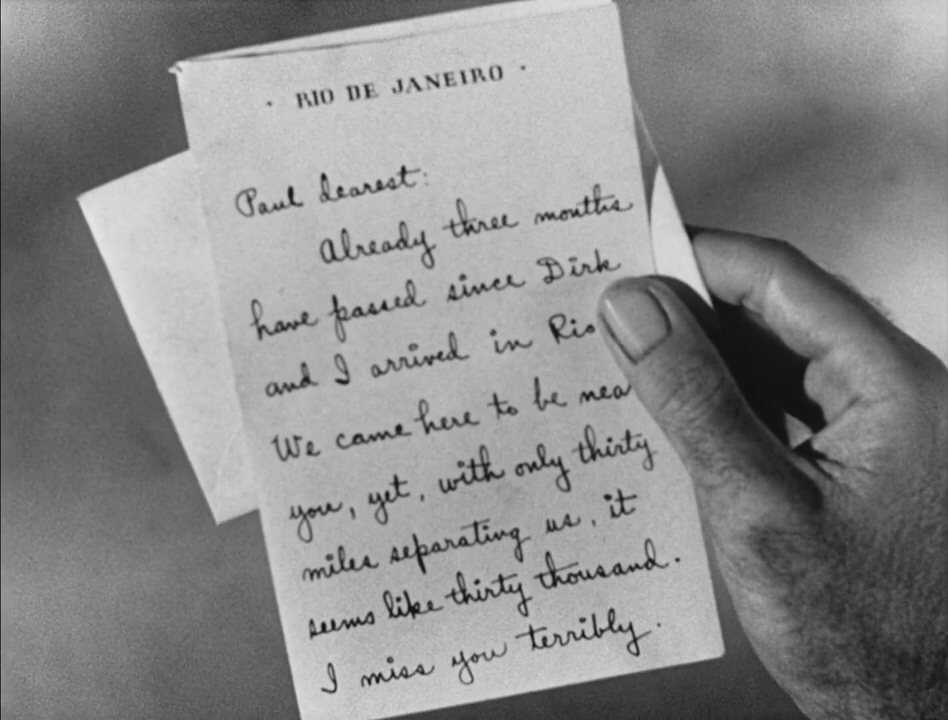 · RIO DE JANEIRO ·
Paul dearest:
Already three months
have passed since Dirk
and I arrived in Rio
We came here to be
you, yet, with only thirty
miles separating us, it
seems like thirty thousand.
I miss you terribly.